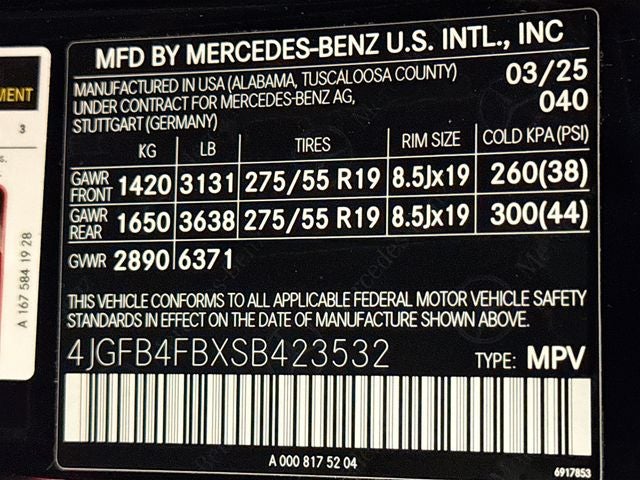 MFD BY MERCEDES-BENZ U.S. INTL., INC
MANUFACTURED IN USA (ALABAMA, TUSCALOOSA COUNTY) 03/25
UNDER CONTRACT FOR MERCEDES-BENZ AG, 040
STUTTGART (GERMANY)
KG LB TIRES RIM SIZE COLD KPA (PSI)
GAWR FRONT 1420 3131 275/55 R19 8.5Jx19 260(38)
GAWR REAR 1650 3638 275/55 R19 8.5Jx19 300(44)
GVWR 2890 6371
THIS VEHICLE CONFORMS TO ALL APPLICABLE FEDERAL MOTOR VEHICLE SAFETY
STANDARDS IN EFFECT ON THE DATE OF MANUFACTURE SHOWN ABOVE.
4JGFB4FBXSB423532 TYPE: MPV
A 000 817 52 04
6917853
MENT
3
s.
A 167 584 19 28